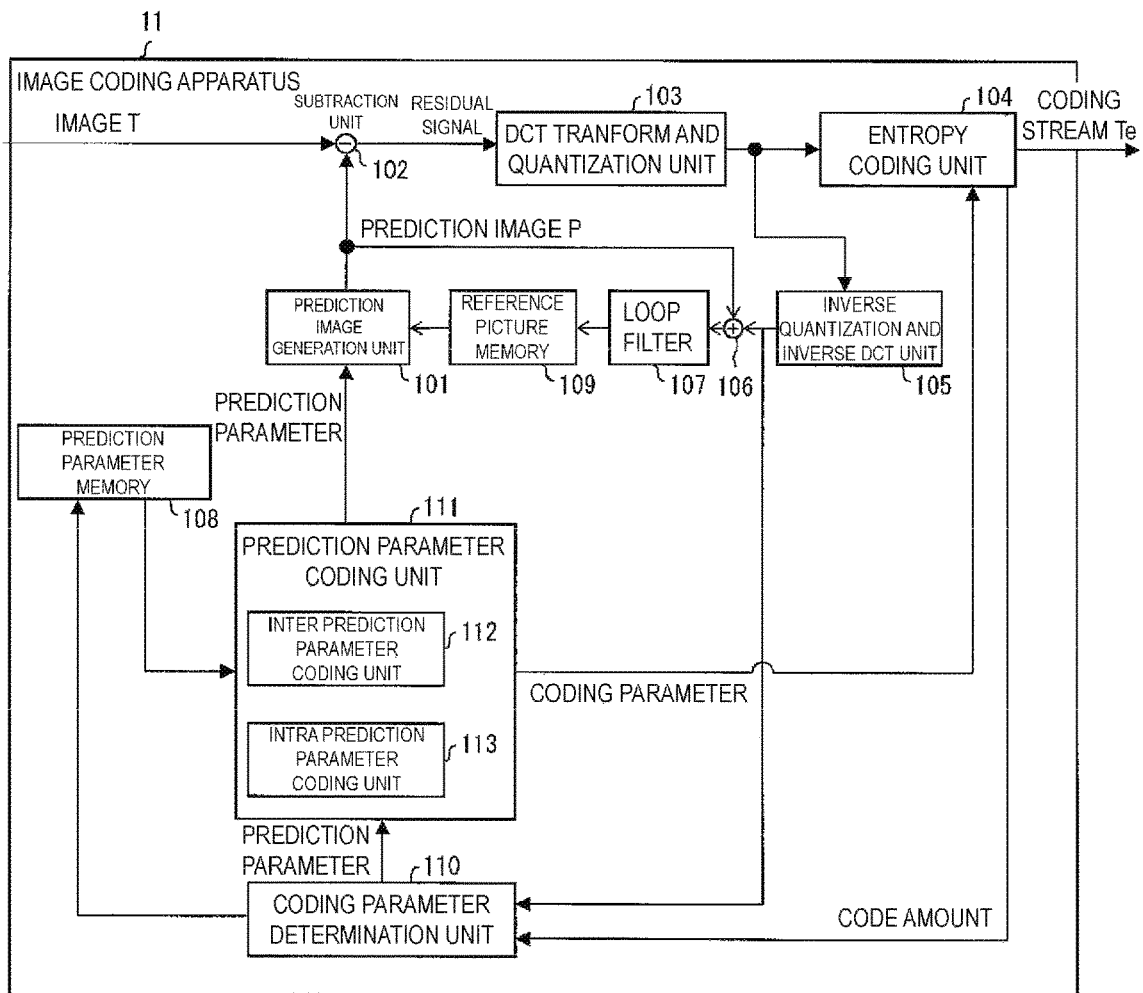 11
IMAGE CODING APPARATUS
IMAGE T
SUBTRACTION
UNIT
102
RESIDUAL
SIGNAL
103
DCT TRANFORM AND
QUANTIZATION UNIT
104
ENTROPY
CODING UNIT
CODING
STREAM Te
PREDICTION IMAGE P
PREDICTION
IMAGE
GENERATION UNIT
101
REFERENCE
PICTURE
MEMORY
109
LOOP
FILTER
107
106
INVERSE
QUANTIZATION AND
INVERSE DCT UNIT
105
PREDICTION
PARAMETER
PREDICTION
PARAMETER
MEMORY
108
111
PREDICTION PARAMETER
CODING UNIT
INTER PREDICTION
PARAMETER
CODING UNIT
112
INTRA PREDICTION
PARAMETER
CODING UNIT
113
CODING PARAMETER
PREDICTION
PARAMETER
110
CODING PARAMETER
DETERMINATION UNIT
CODE AMOUNT